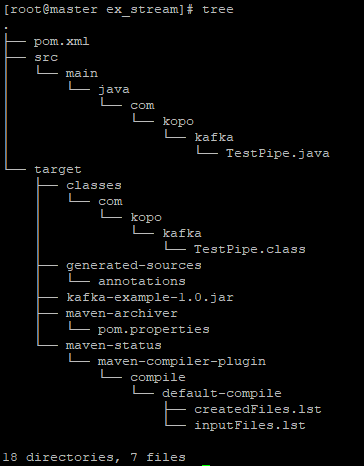 [root@master ex_stream]# tree
.
├── pom.xml
├── src
│   └── main
│       └── java
│           └── com
│               └── kopo
│                   └── kafka
│                       └── TestPipe.java
└── target
    ├── classes
    │   └── com
    │       └── kopo
    │           └── kafka
    │               └── TestPipe.class
    ├── generated-sources
    │   └── annotations
    ├── kafka-example-1.0.jar
    ├── maven-archiver
    │   └── pom.properties
    └── maven-status
        └── maven-compiler-plugin
            └── compile
                └── default-compile
                    ├── createdFiles.lst
                    └── inputFiles.lst

18 directories, 7 files